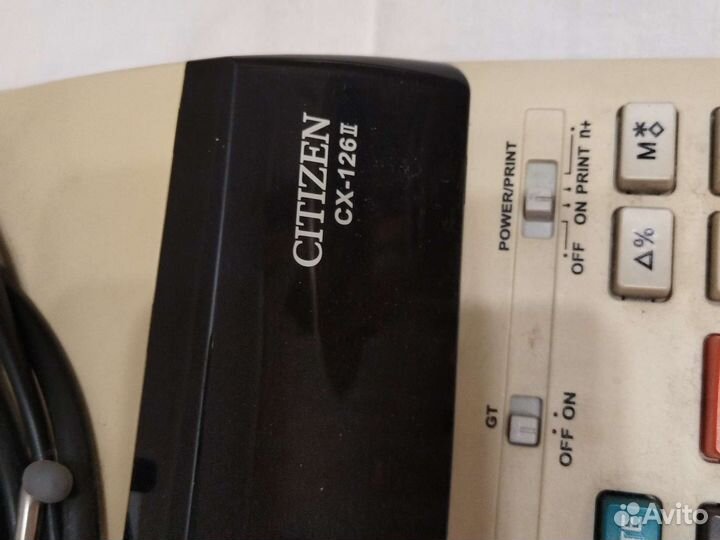 CITIZEN
CX-126II
POWER/PRINT
OFF ON PRINT n+
M*◇
Δ%
GT
OFF ON
Avito